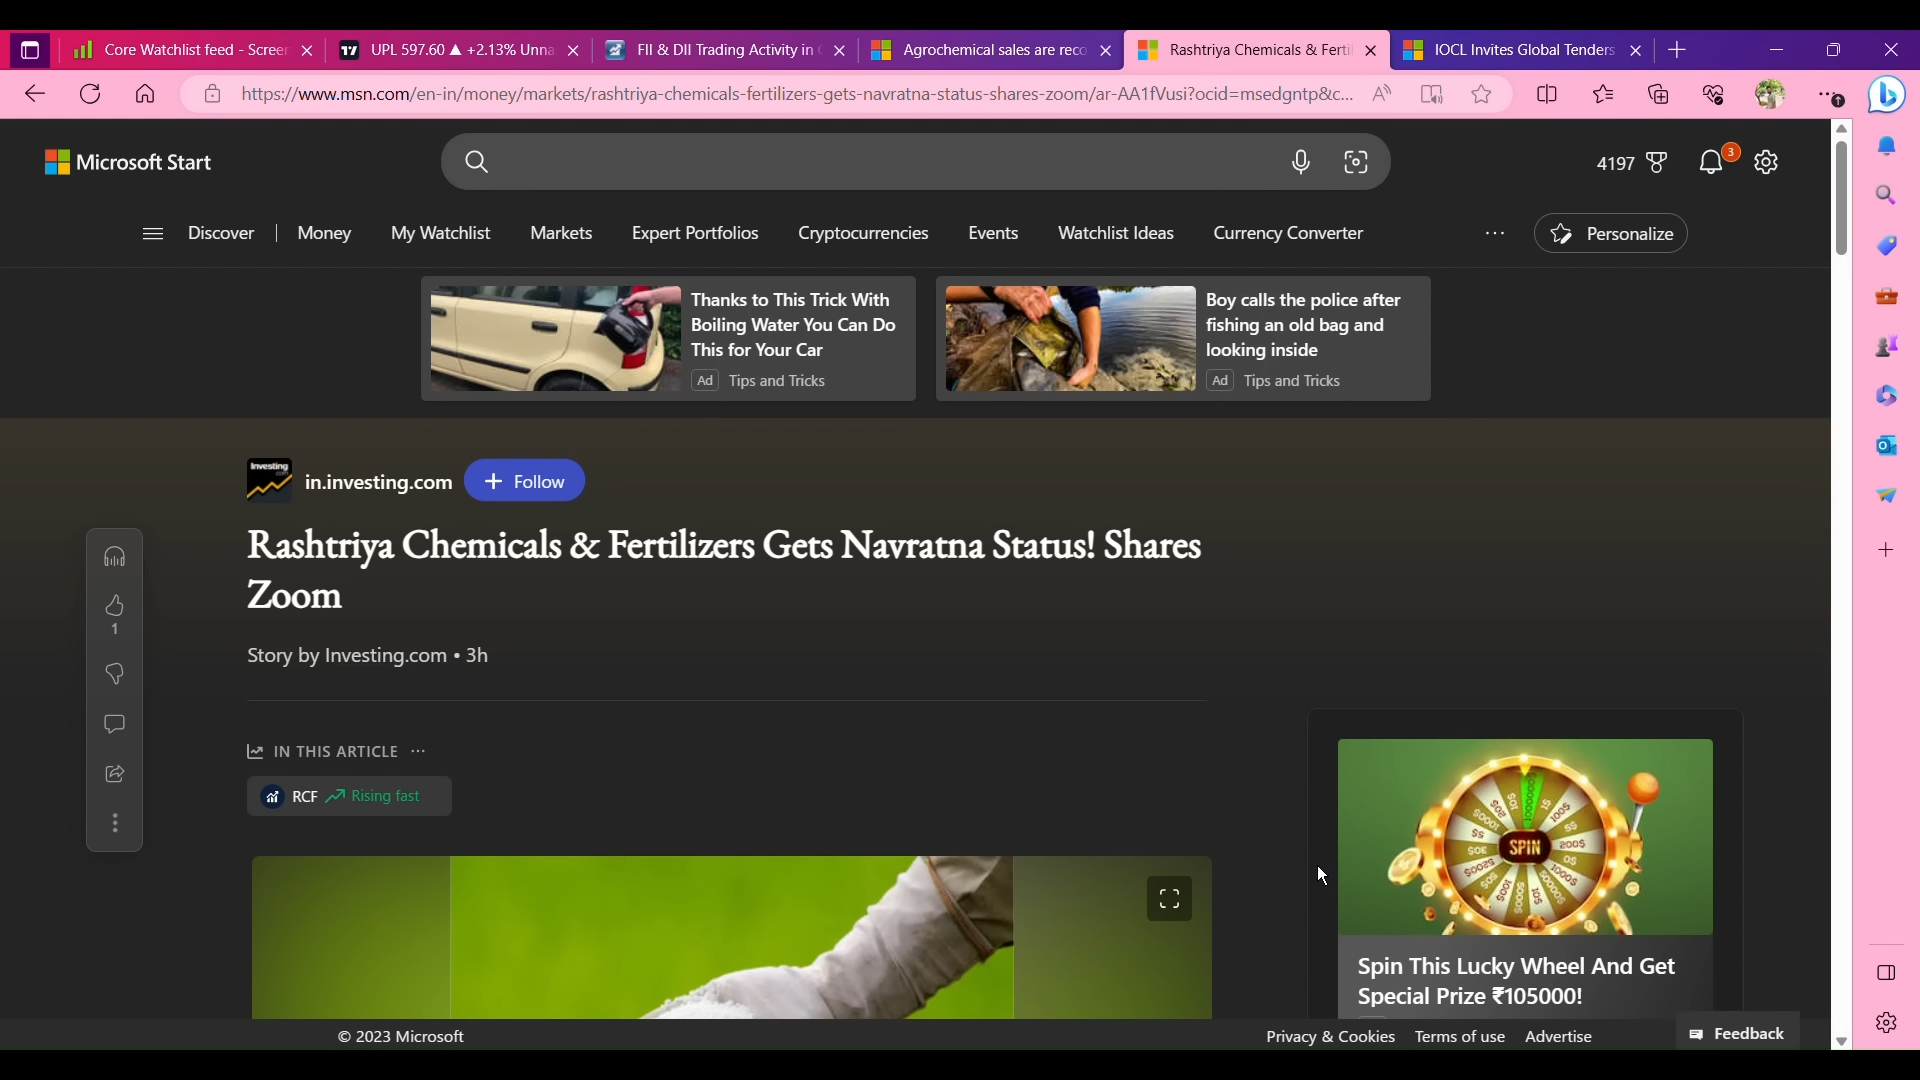 Core Watchlist feed - Screen
UPL 597.60 ▲ +2.13% Unna
FII & DII Trading Activity in C
Agrochemical sales are reco
Rashtriya Chemicals & Fertil
IOCL Invites Global Tenders
https://www.msn.com/en-in/money/markets/rashtriya-chemicals-fertilizers-gets-navratna-status-shares-zoom/ar-AA1fVusi?ocid=msedgntp&c...
Microsoft Start
4197
3
Discover
Money
My Watchlist
Markets
Expert Portfolios
Cryptocurrencies
Events
Watchlist Ideas
Currency Converter
...
Personalize
Thanks to This Trick With
Boiling Water You Can Do
This for Your Car
Ad Tips and Tricks
Boy calls the police after
fishing an old bag and
looking inside
Ad Tips and Tricks
Investing
.com
in.investing.com
+ Follow
Rashtriya Chemicals & Fertilizers Gets Navratna Status! Shares
Zoom
Story by Investing.com • 3h
1
IN THIS ARTICLE ...
RCF Rising fast
SPIN
Spin This Lucky Wheel And Get
Special Prize ₹105000!
© 2023 Microsoft
Privacy & Cookies
Terms of use
Advertise
Feedback